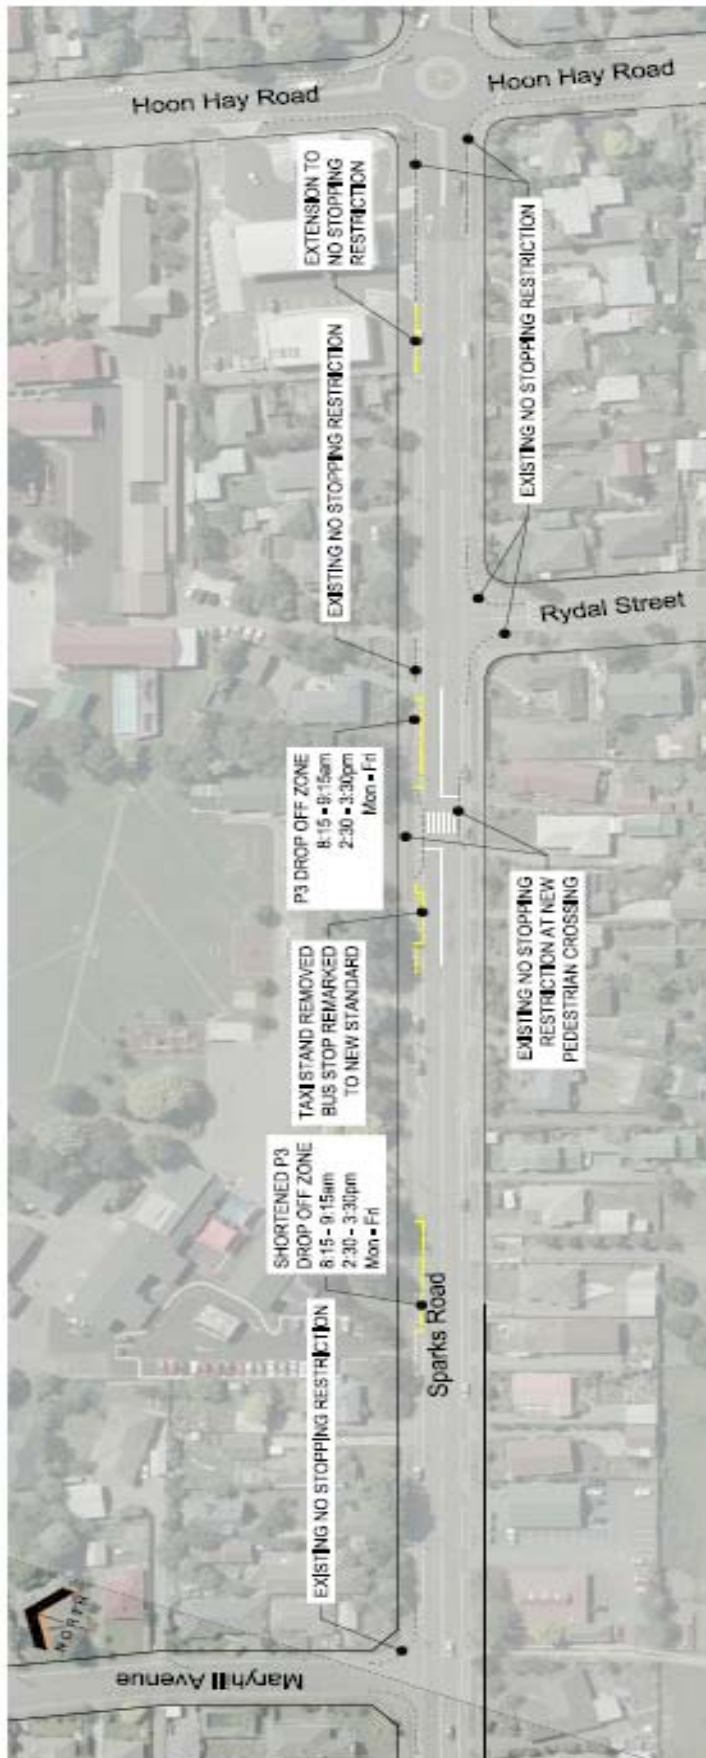 Hoon Hay Road
Hoon Hay Road
EXTENSION TO
NO STOPPING
RESTRICTION
EXISTING NO STOPPING RESTRICTION
EXISTING NO STOPPING RESTRICTION
Rydal Street
P3 DROP OFF ZONE
8:15 - 9:15am
2:30 - 3:30pm
Mon - Fri
TAXI STAND REMOVED
BUS STOP REMARKED
TO NEW STANDARD
EXISTING NO STOPPING
RESTRICTION AT NEW
PEDESTRIAN CROSSING
SHORTENED P3
DROP OFF ZONE
8:15 - 9:15am
2:30 - 3:30pm
Mon - Fri
Sparks Road
EXISTING NO STOPPING RESTRICTION
NORTH
Maryhill Avenue